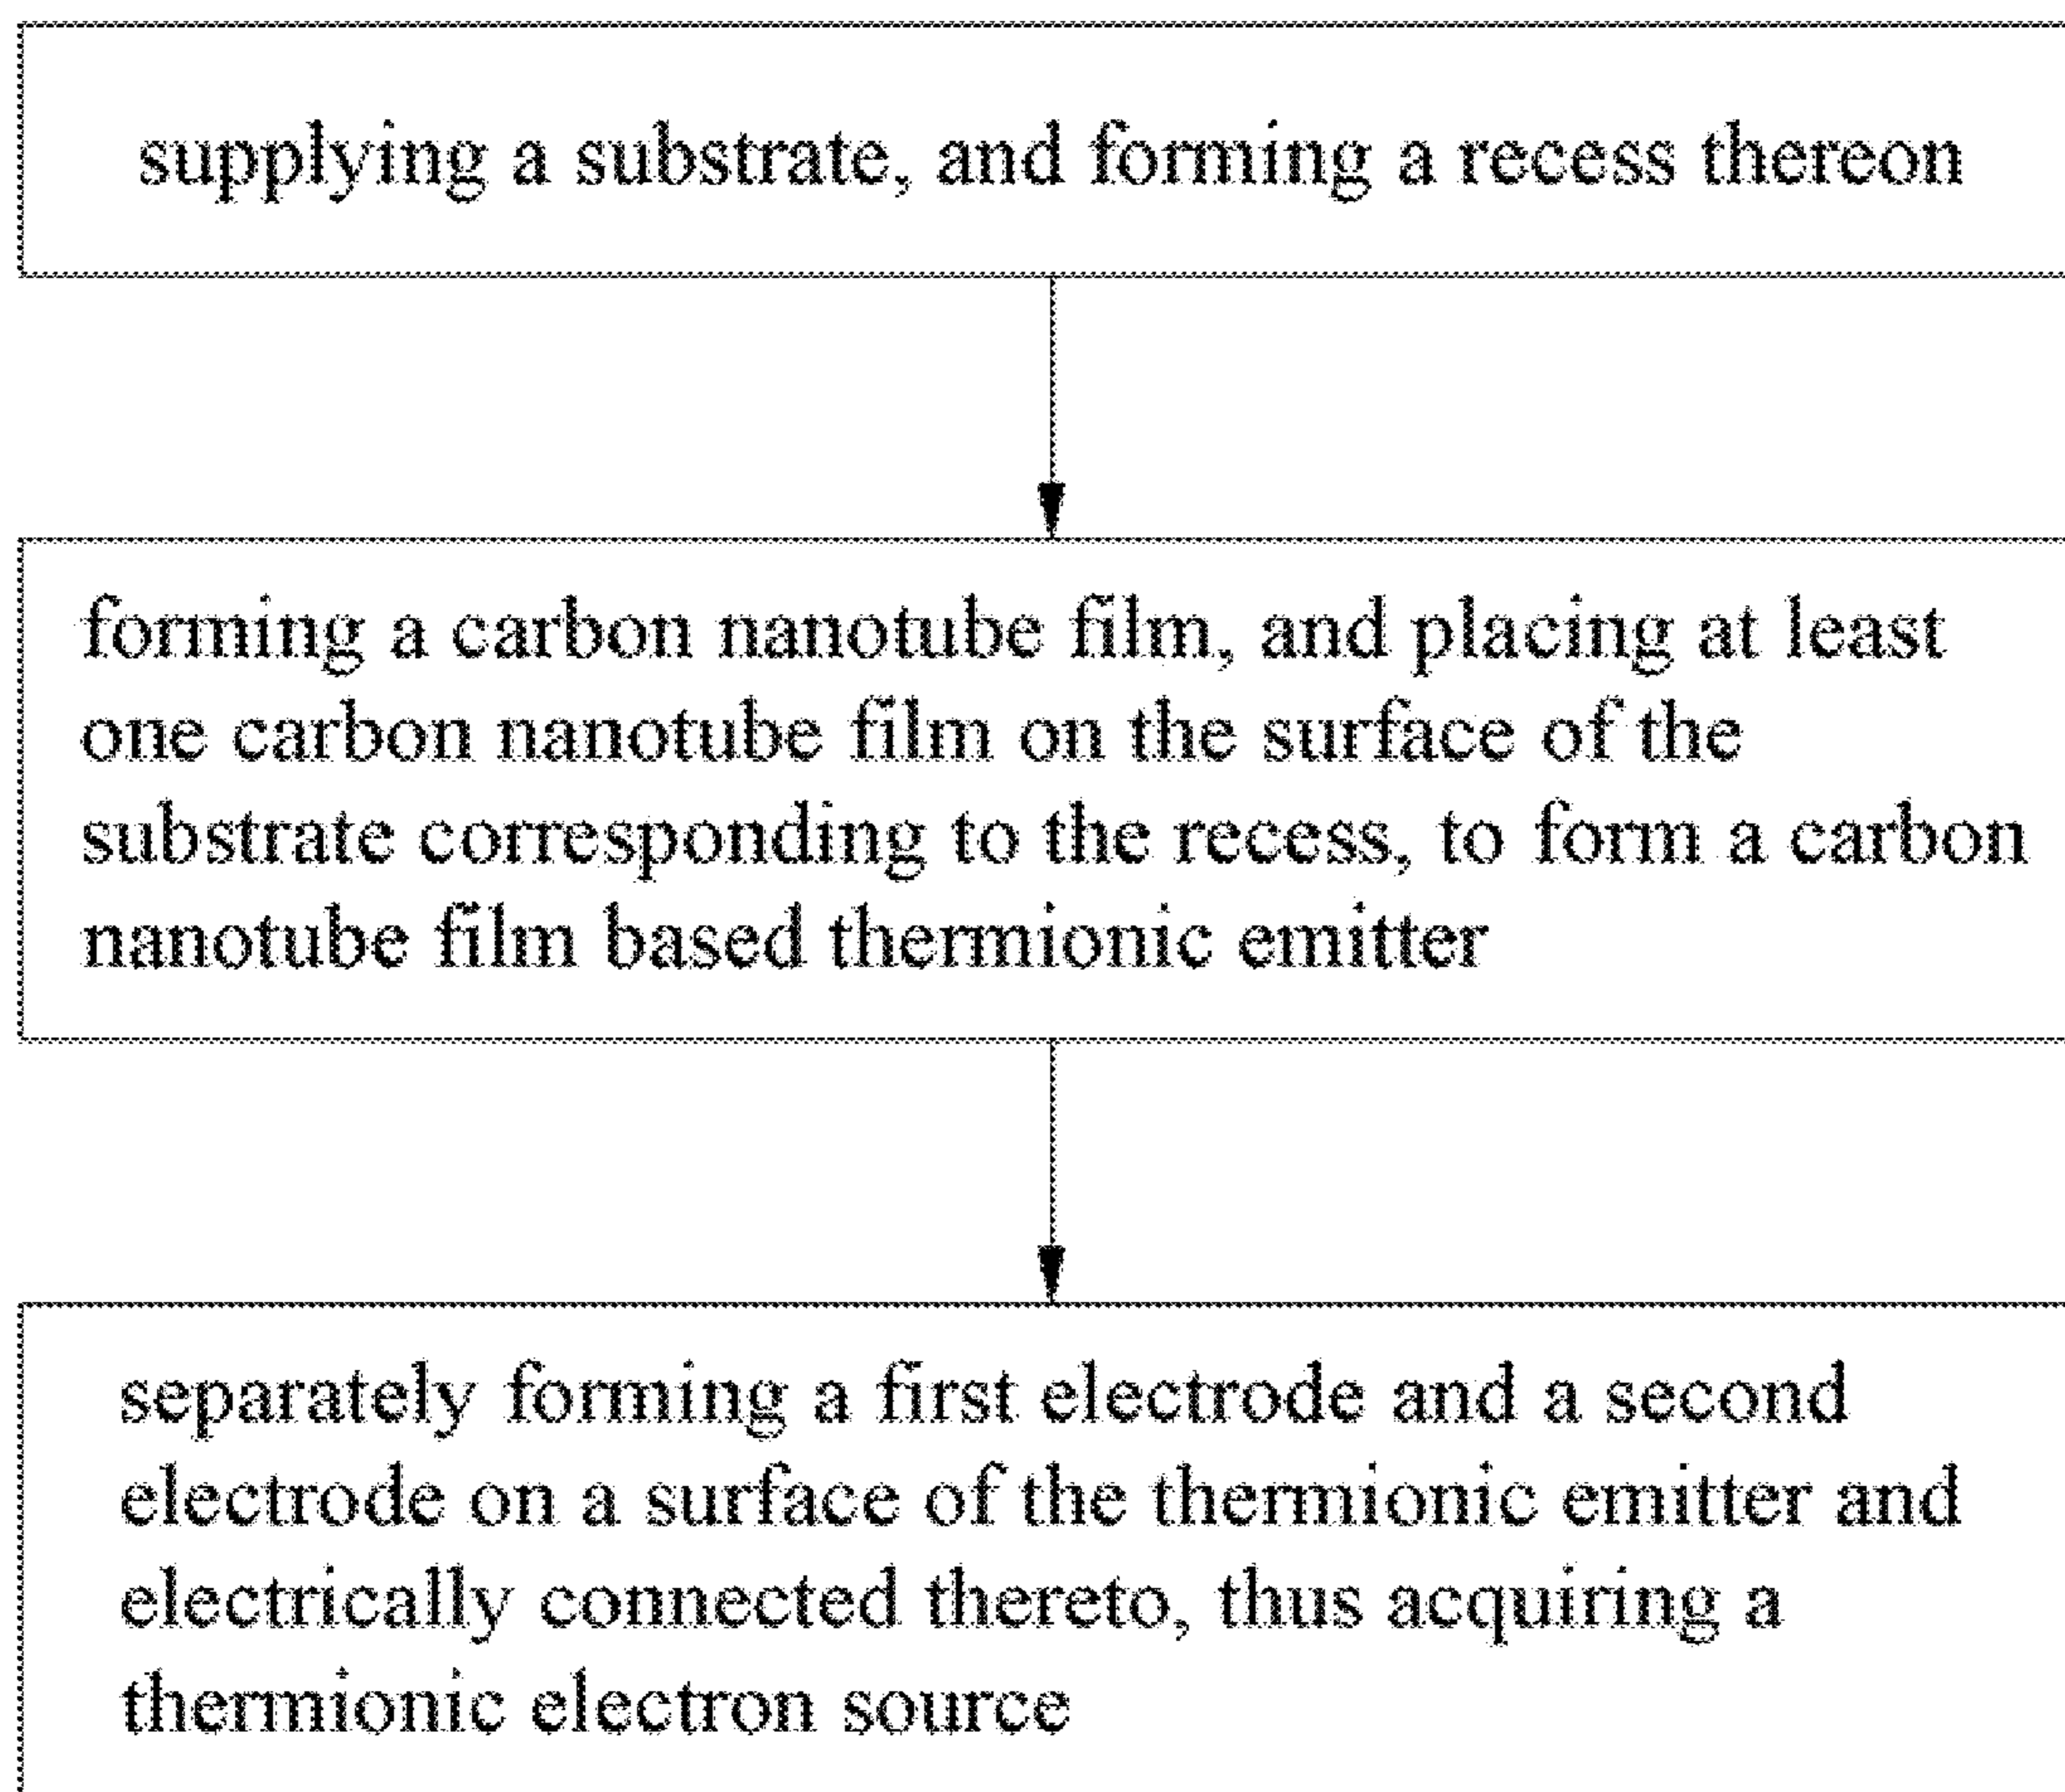 supplying a substrate, and forming a recess thereon
forming a carbon nanotube film, and placing at least
one carbon nanotube film on the surface of the
substrate corresponding to the recess, to form a carbon
nanotube film based thermionic emitter
separately forming a first electrode and a second
electrode on a surface of the thermionic emitter and
electrically connected thereto, thus acquiring a
thermionic electron source